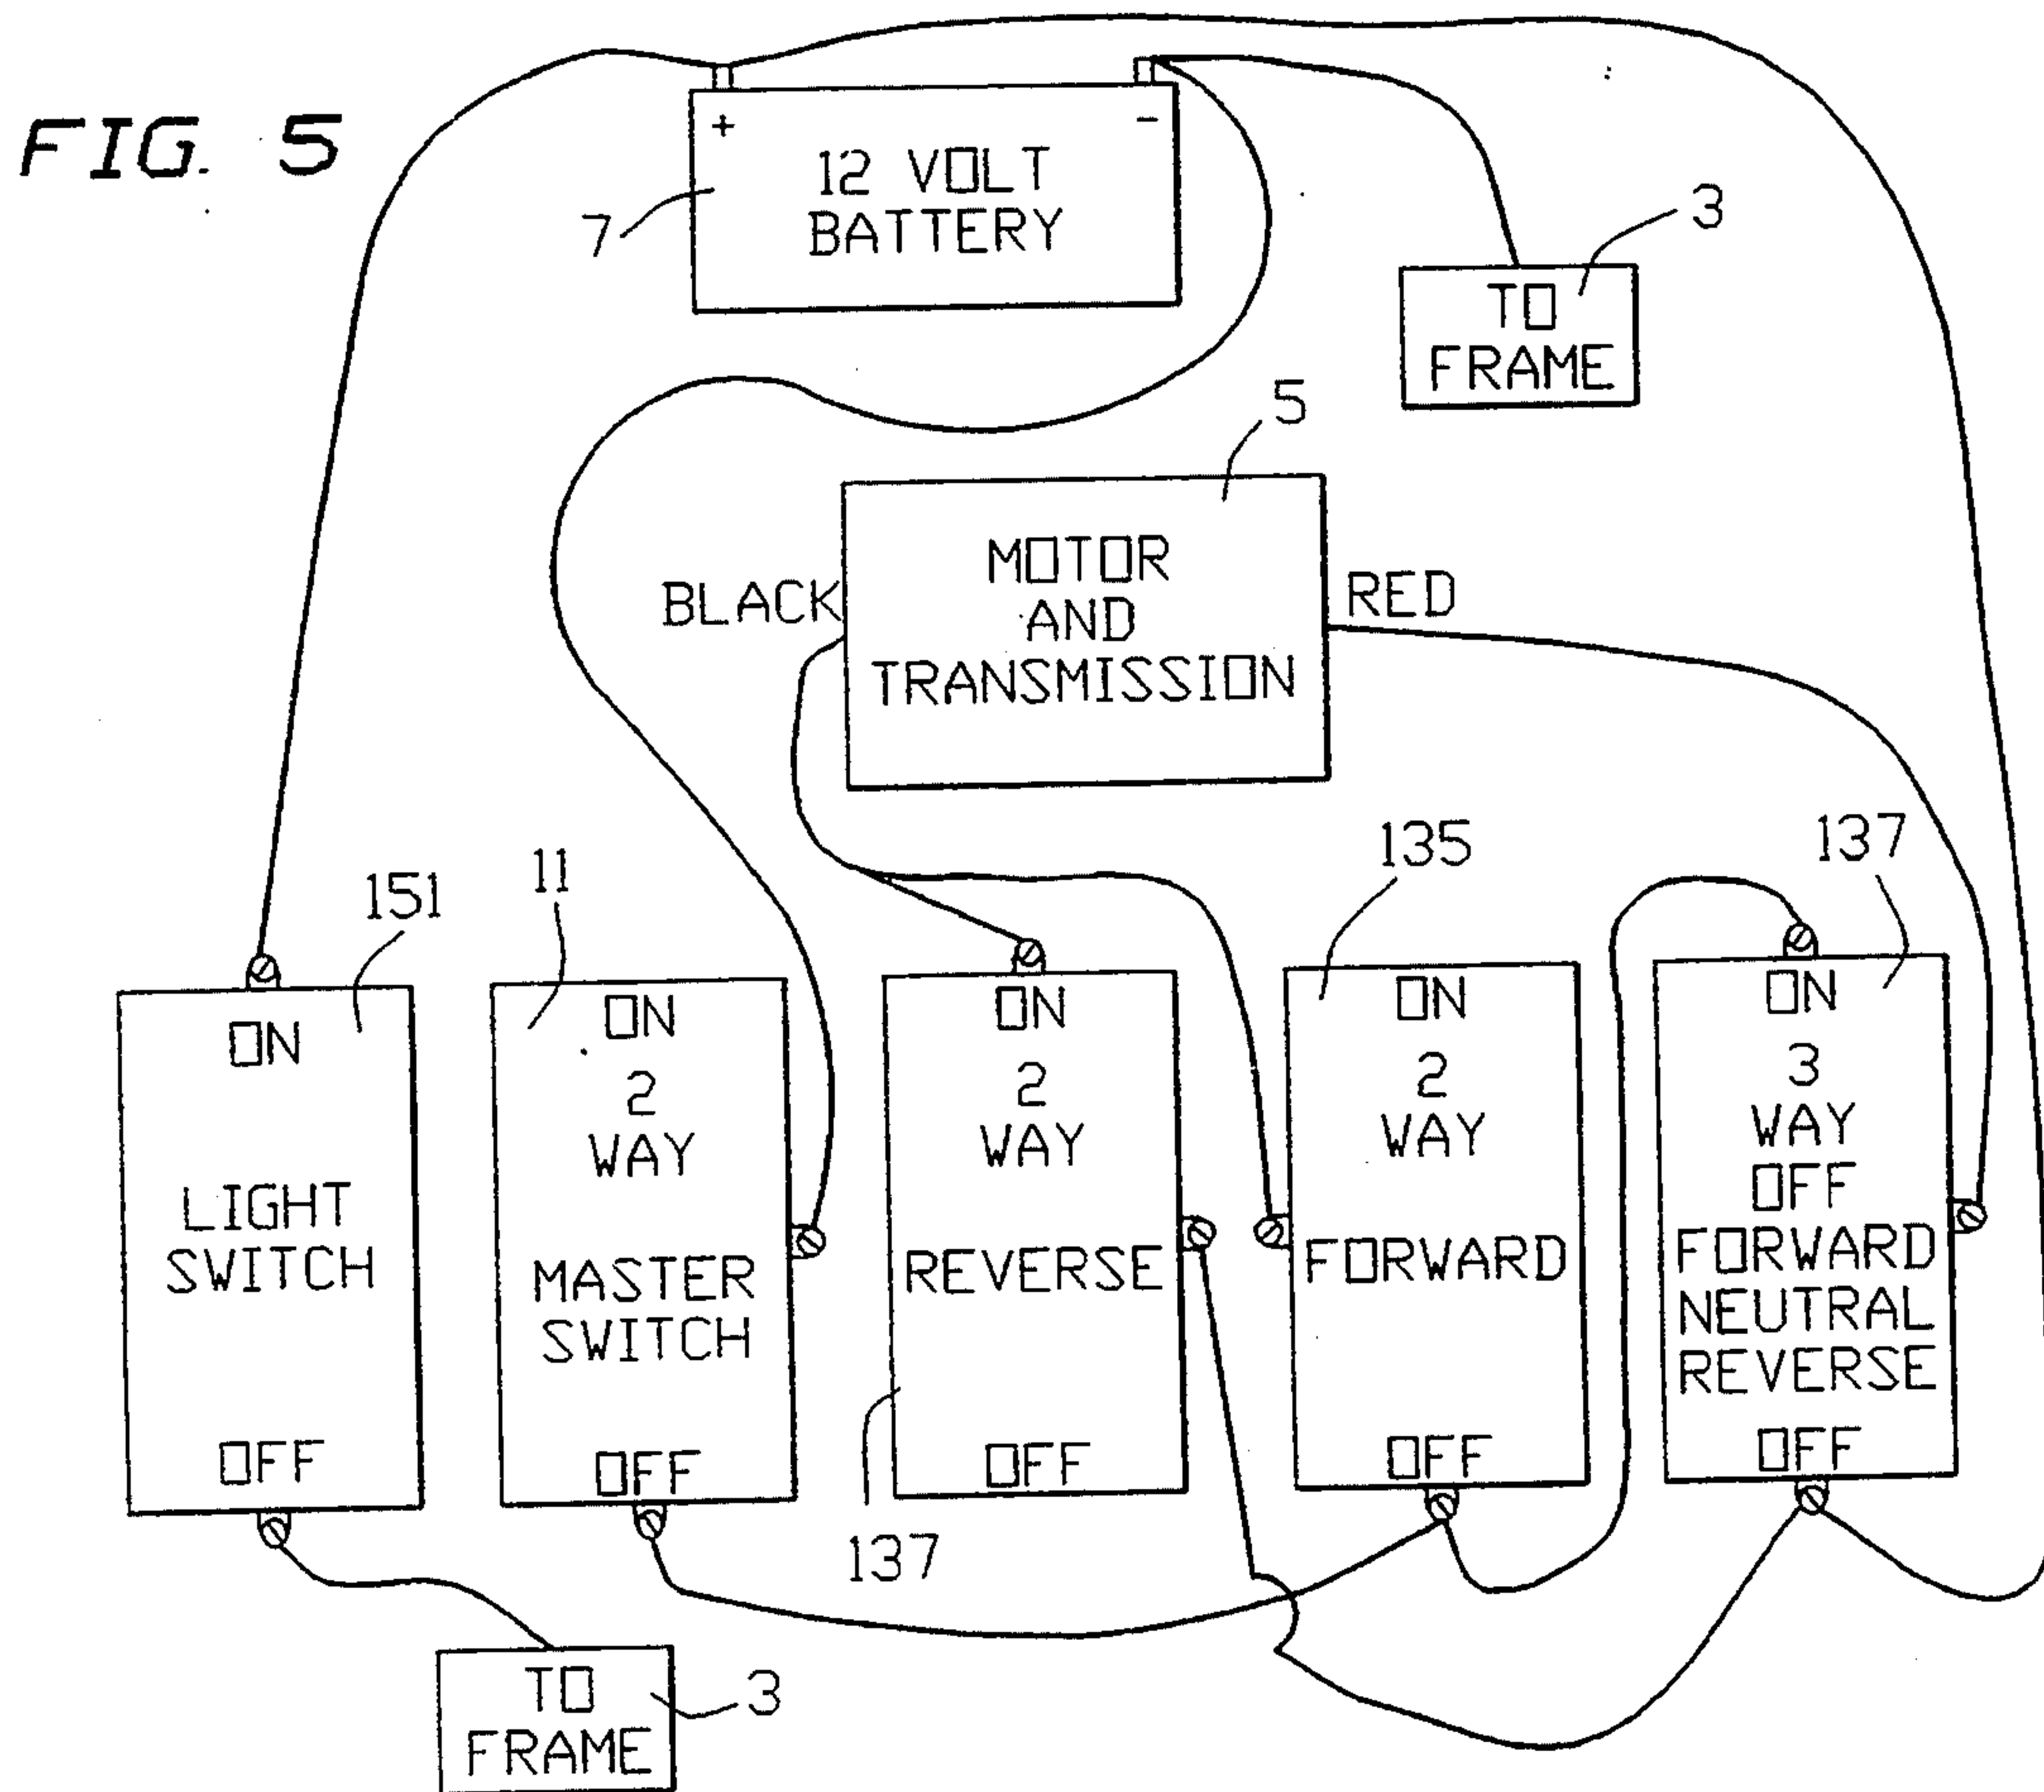 FIG. 5
+
-
12 VOLT
BATTERY
7
3
TO
FRAME
5
BLACK
MOTOR
AND
TRANSMISSION
RED
151
ON
LIGHT
SWITCH
OFF
11
ON
2
WAY
MASTER
SWITCH
OFF
ON
2
WAY
REVERSE
OFF
137
135
ON
2
WAY
FORWARD
OFF
137
ON
3
WAY
OFF
FORWARD
NEUTRAL
REVERSE
OFF
TO
FRAME
3